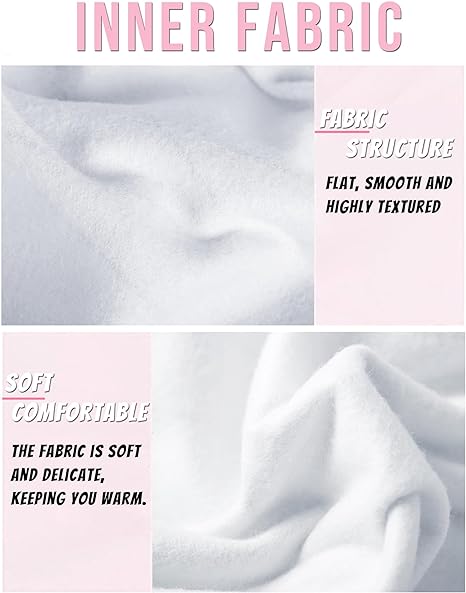 INNER FABRIC
FABRIC
STRUCTURE
FLAT, SMOOTH AND
HIGHLY TEXTURED
SOFT
COMFORTABLE
THE FABRIC IS SOFT
AND DELICATE,
KEEPING YOU WARM.